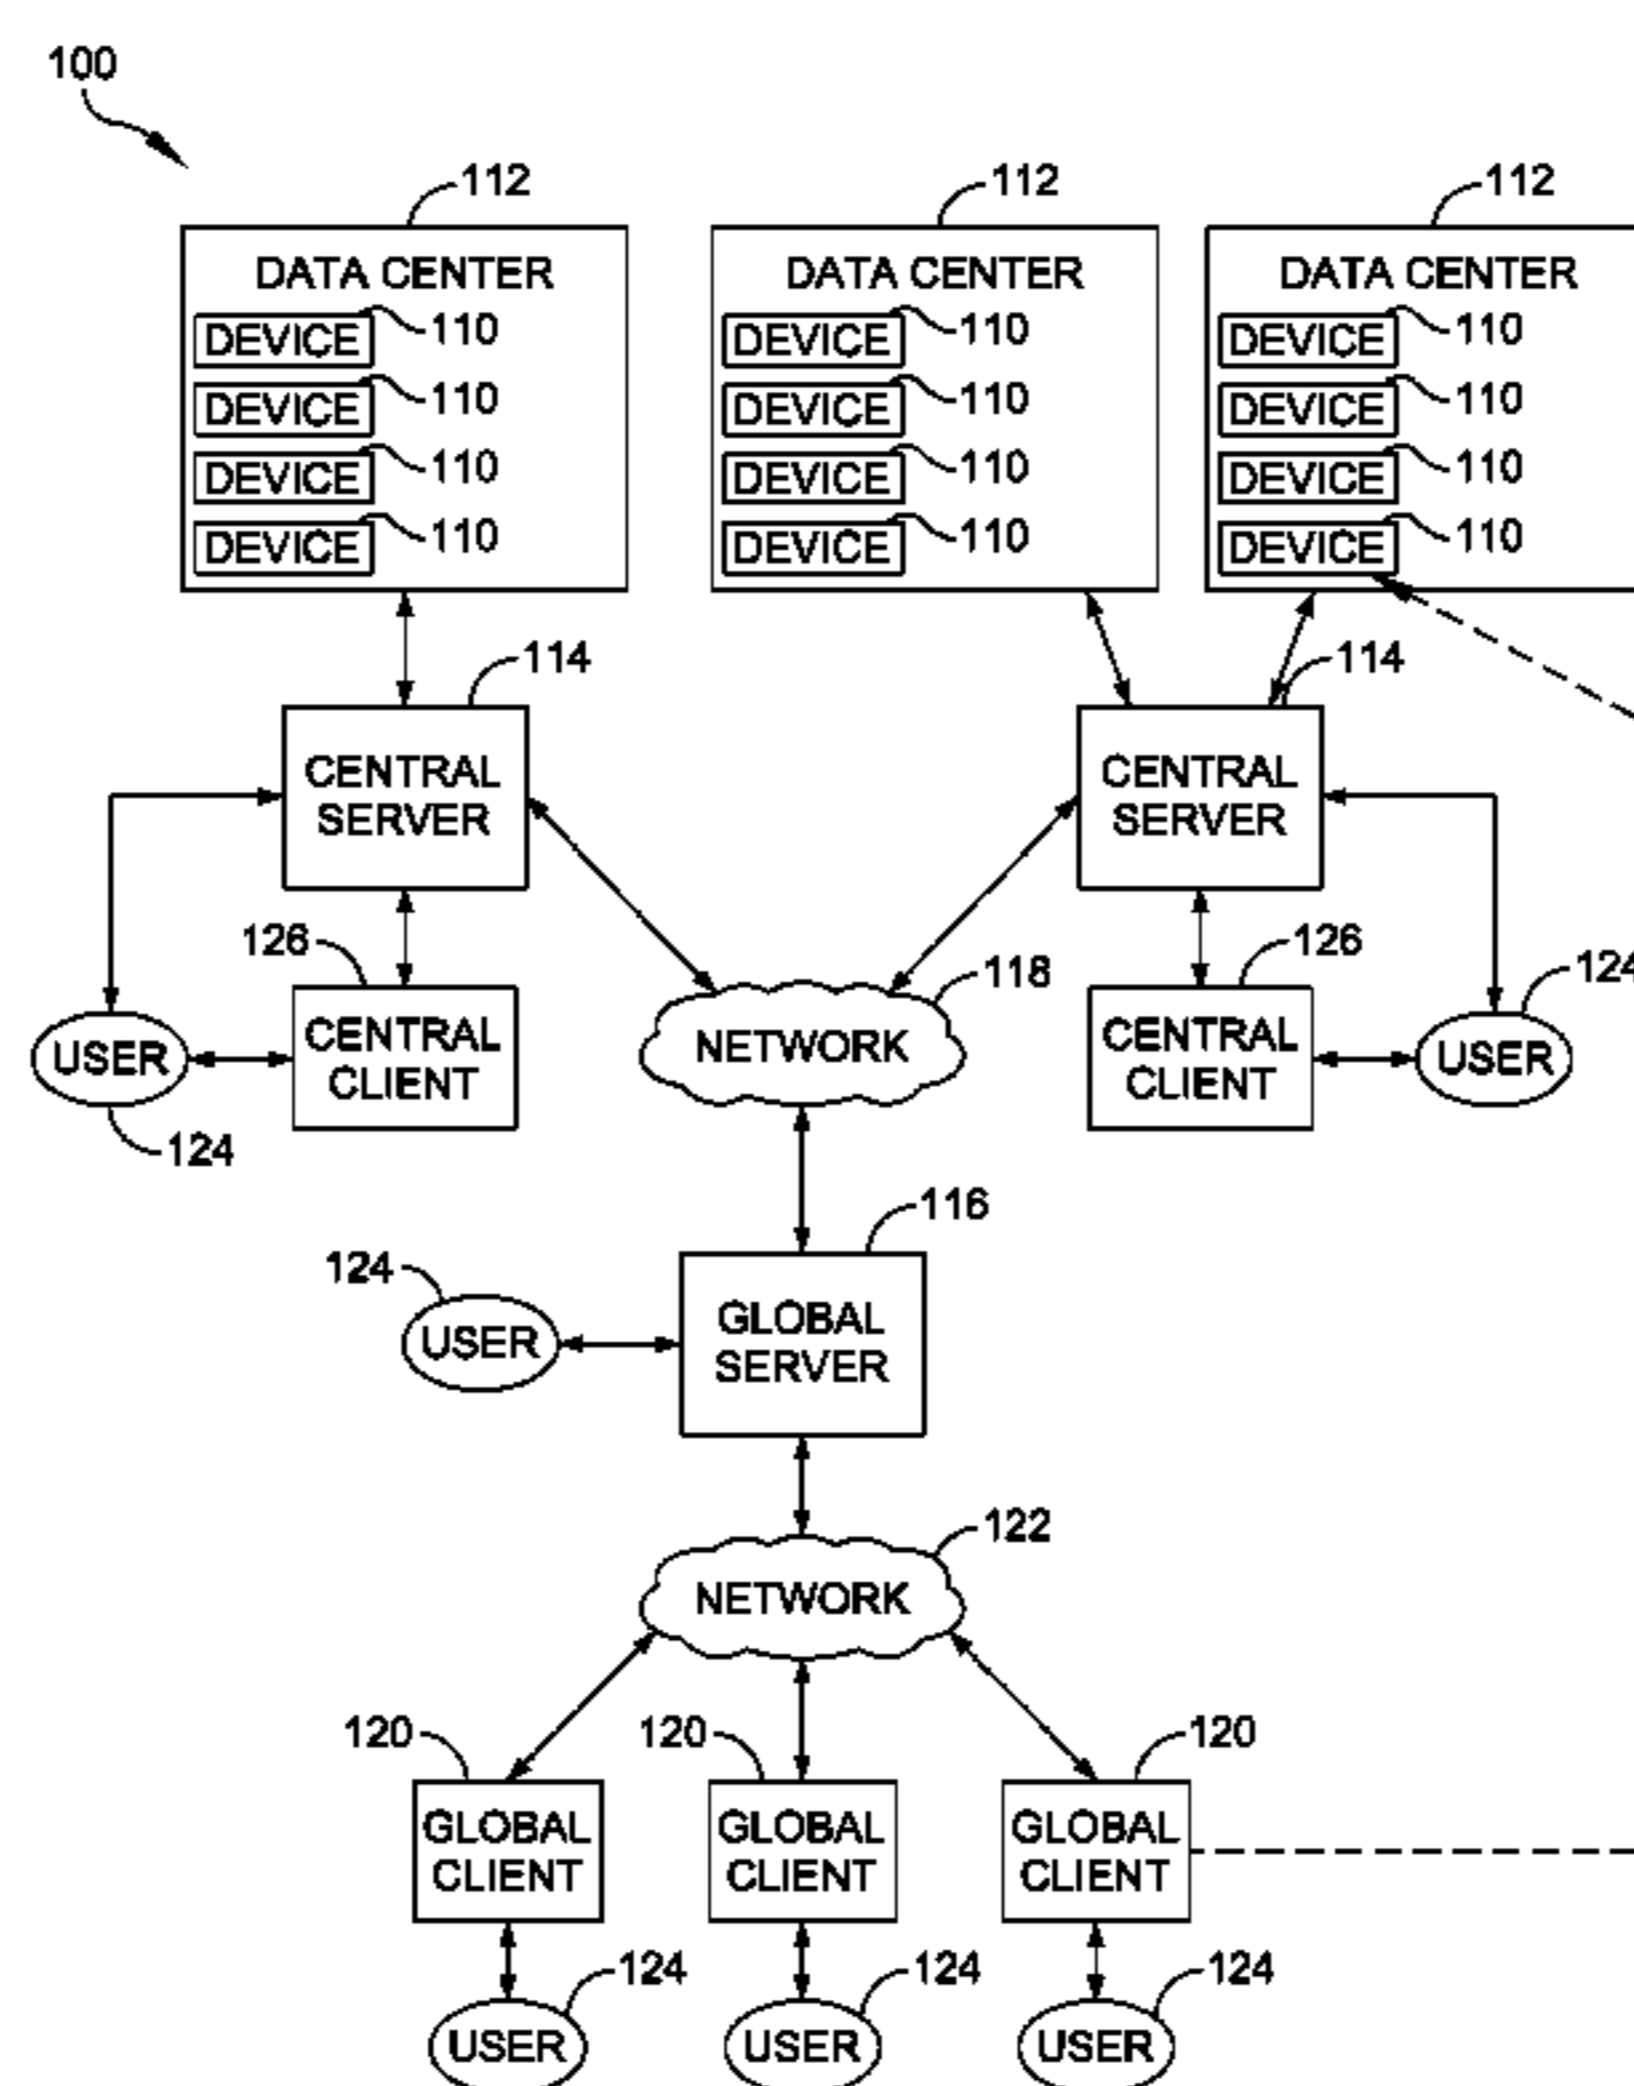 100
112 112 112
DATA CENTER DATA CENTER DATA CENTER
DEVICE 110 DEVICE 110 DEVICE 110
DEVICE 110 DEVICE 110 DEVICE 110
DEVICE 110 DEVICE 110 DEVICE 110
DEVICE 110 DEVICE 110 DEVICE 110
114 114
CENTRAL CENTRAL
SERVER SERVER
126 118 126 124
CENTRAL NETWORK CENTRAL
USER USER
CLIENT CLIENT
124
116
124
GLOBAL
USER
SERVER
122
NETWORK
120 120 120
GLOBAL GLOBAL GLOBAL
CLIENT CLIENT CLIENT
124 124 124
USER USER USER